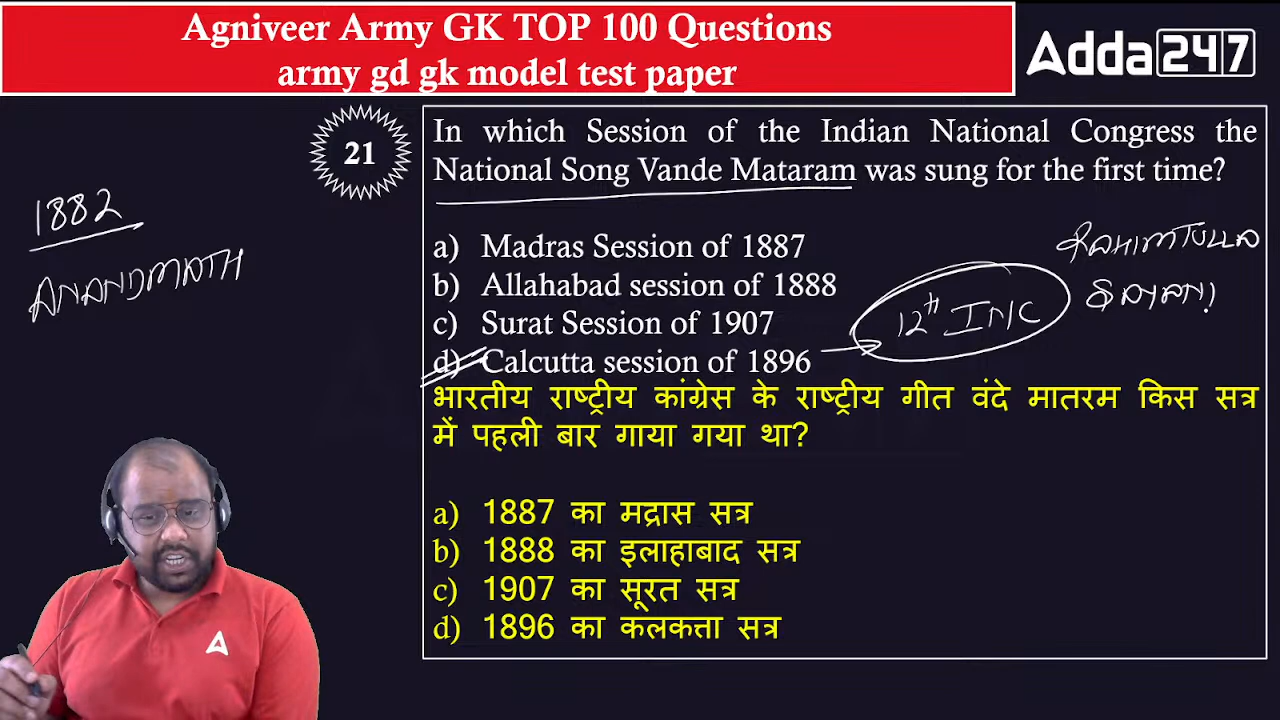 Agniveer Army GK TOP 100 Questions
army gd gk model test paper
Adda247
21
In which Session of the Indian National Congress the
National Song Vande Mataram was sung for the first time?
a) Madras Session of 1887
b) Allahabad session of 1888
c) Surat Session of 1907
d) Calcutta session of 1896
1882
ANANDMATH
12th INC
RAHIMTULLA
SAYANI
भारतीय राष्ट्रीय कांग्रेस के राष्ट्रीय गीत वंदे मातरम किस सत्र
में पहली बार गाया गया था?
a) 1887 का मद्रास सत्र
b) 1888 का इलाहाबाद सत्र
c) 1907 का सूरत सत्र
d) 1896 का कलकत्ता सत्र